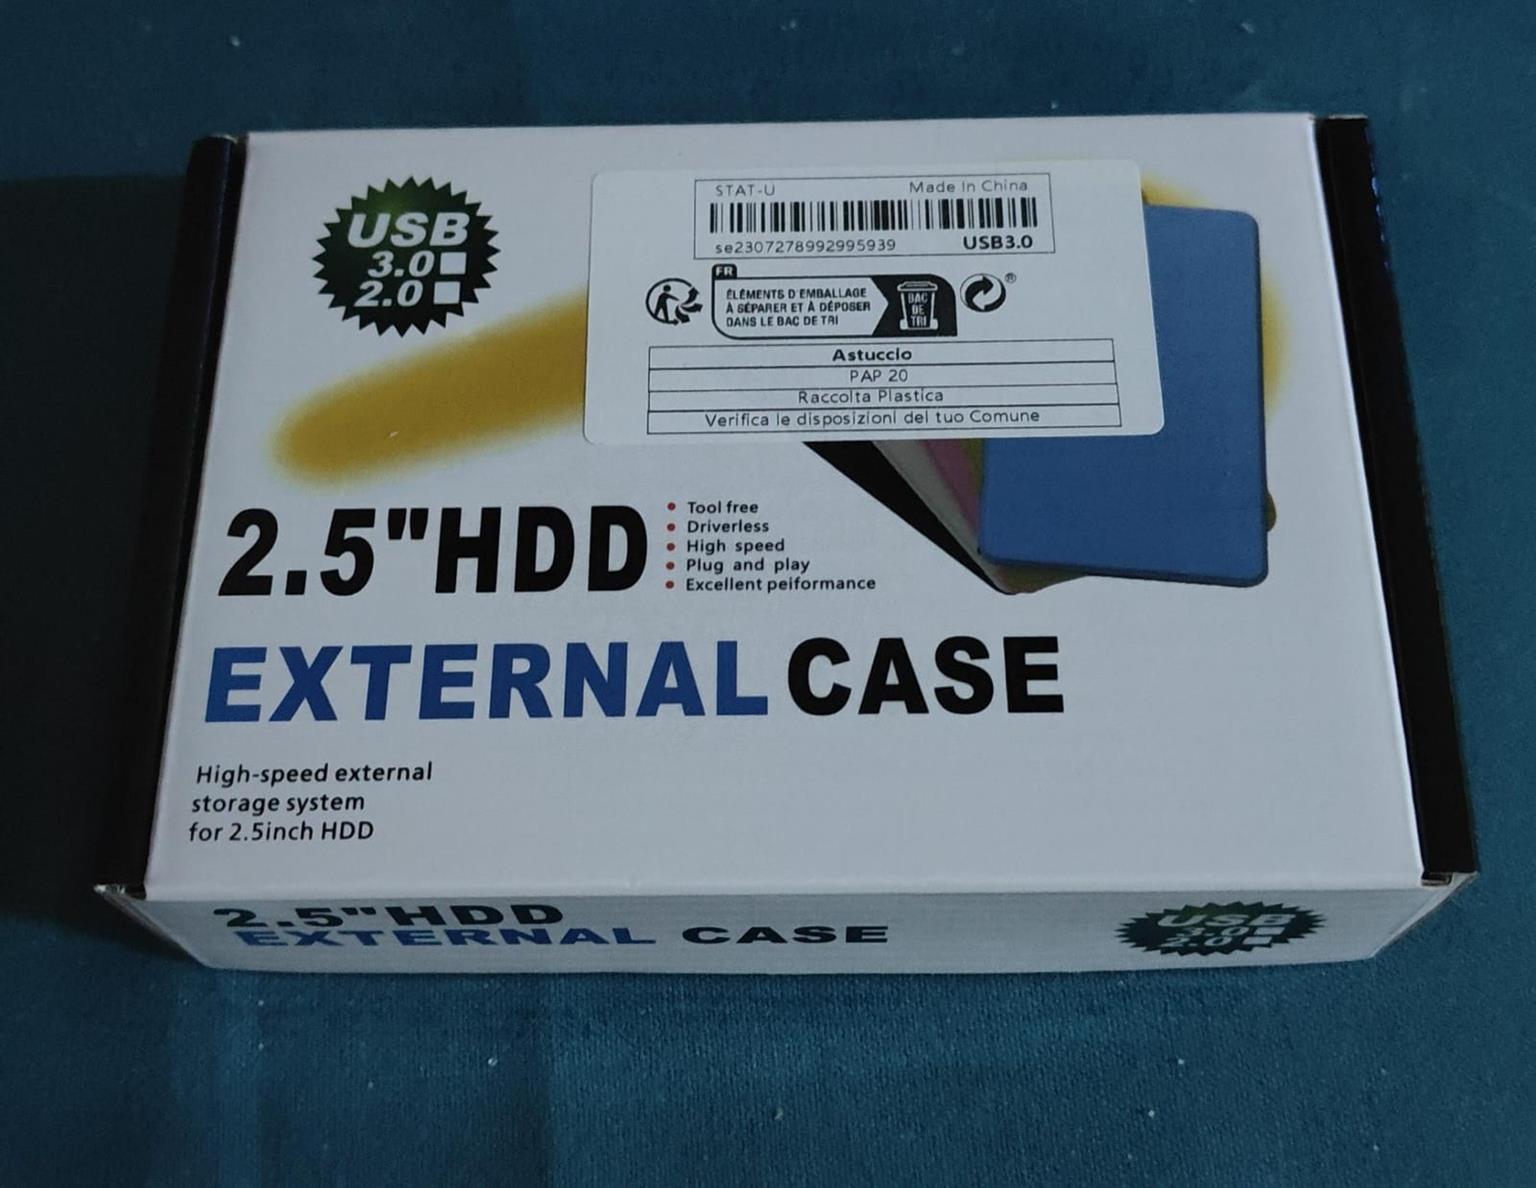 USB
3.0
2.0
STAT-U Made In China
se2307278992995939 USB3.0
FR
ÉLÉMENTS D'EMBALLAGE
À SÉPARER ET À DÉPOSER
DANS LE BAC DE TRI
BAC
DE
TRI
®
Astuccio
PAP 20
Raccolta Plastica
Verifica le disposizioni del tuo Comune
2.5"HDD
Tool free
Driverless
High speed
Plug and play
Excellent peiformance
EXTERNAL CASE
High-speed external
storage system
for 2.5inch HDD
2.5"HDD
EXTERNAL CASE
USB
3.0
2.0